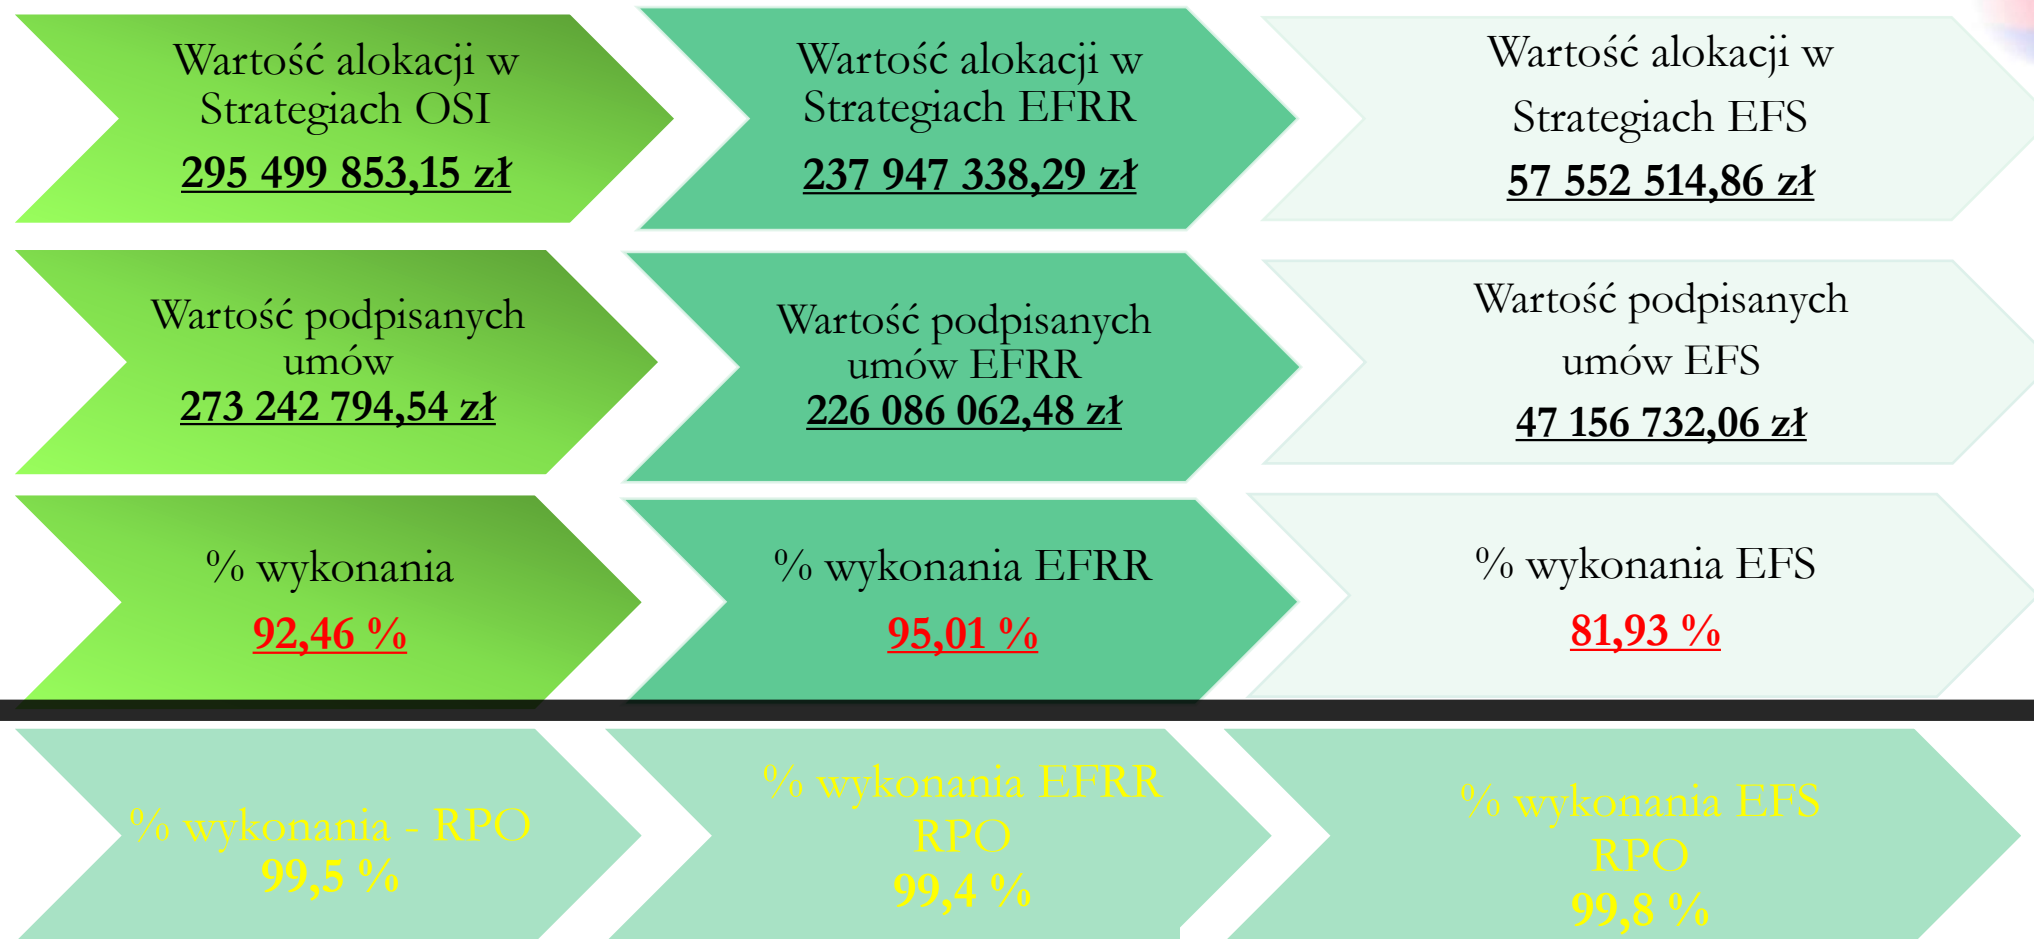 Wartość alokacji w
Strategiach OSI
295 499 853,15 zł
Wartość alokacji w
Strategiach EFRR
237 947 338,29 zł
Wartość alokacji w
Strategiach EFS
57 552 514,86 zł
Wartość podpisanych
umów
273 242 794,54 zł
Wartość podpisanych
umów EFRR
226 086 062,48 zł
Wartość podpisanych
umów EFS
47 156 732,06 zł
% wykonania
92,46 %
% wykonania EFRR
95,01 %
% wykonania EFS
81,93 %
% wykonania - RPO
99,5 %
% wykonania EFRR
RPO
99,4 %
% wykonania EFS
RPO
99,8 %